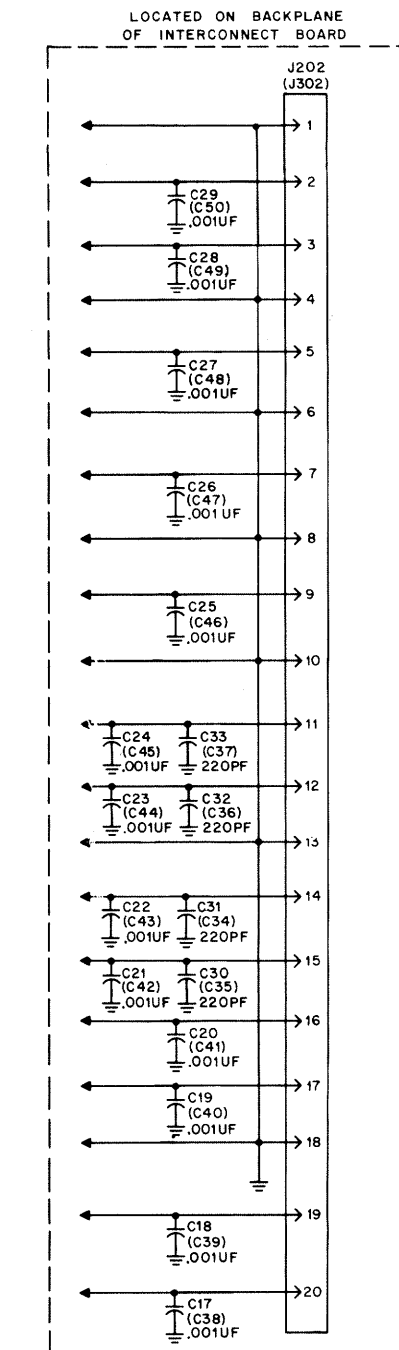 LOCATED ON BACKPLANE
OF INTERCONNECT BOARD
J202
(J302)
1
2
C29
(C50)
.001UF
3
C28
(C49)
.001UF
4
5
C27
(C48)
.001UF
6
7
C26
(C47)
.001UF
8
9
C25
(C46)
.001UF
10
11
C24 C33
(C45) (C37)
.001UF 220PF
12
C23 C32
(C44) (C36)
.001UF 220PF
13
14
C22 C31
(C43) (C34)
.001UF 220PF
15
C21 C30
(C42) (C35)
.001UF 220PF
16
C20
(C41)
.001UF
17
C19
(C40)
.001UF
18
19
C18
(C39)
.001UF
20
C17
(C38)
.001UF